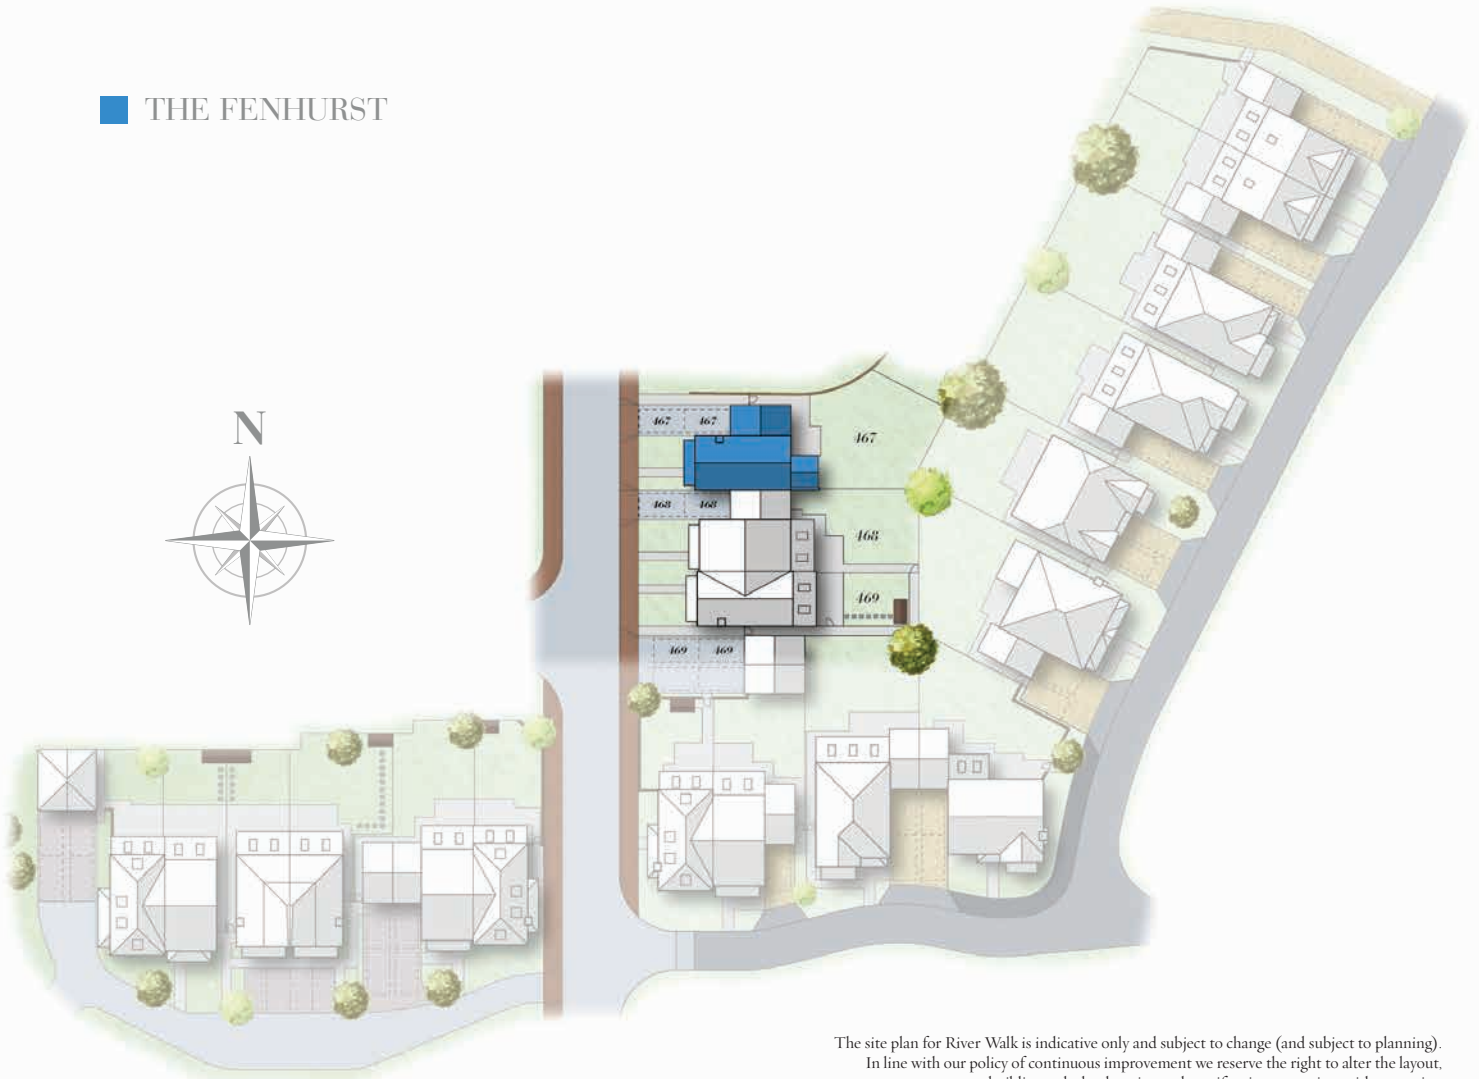 THE FENHURST
N
467 467
467
468 468
468
469
469 469
The site plan for River Walk is indicative only and subject to change (and subject to planning).
In line with our policy of continuous improvement we reserve the right to alter the layout,